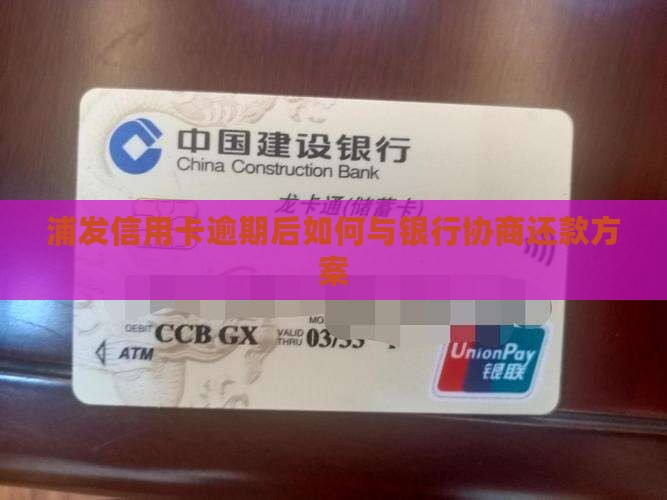 中国建设银行
China Construction Bank
龙卡通(储蓄卡)
浦发信用卡逾期后如何与银行协商还款方
案
DEBIT CCB GX VALID THRU 03/33
ATM
UnionPay
银联